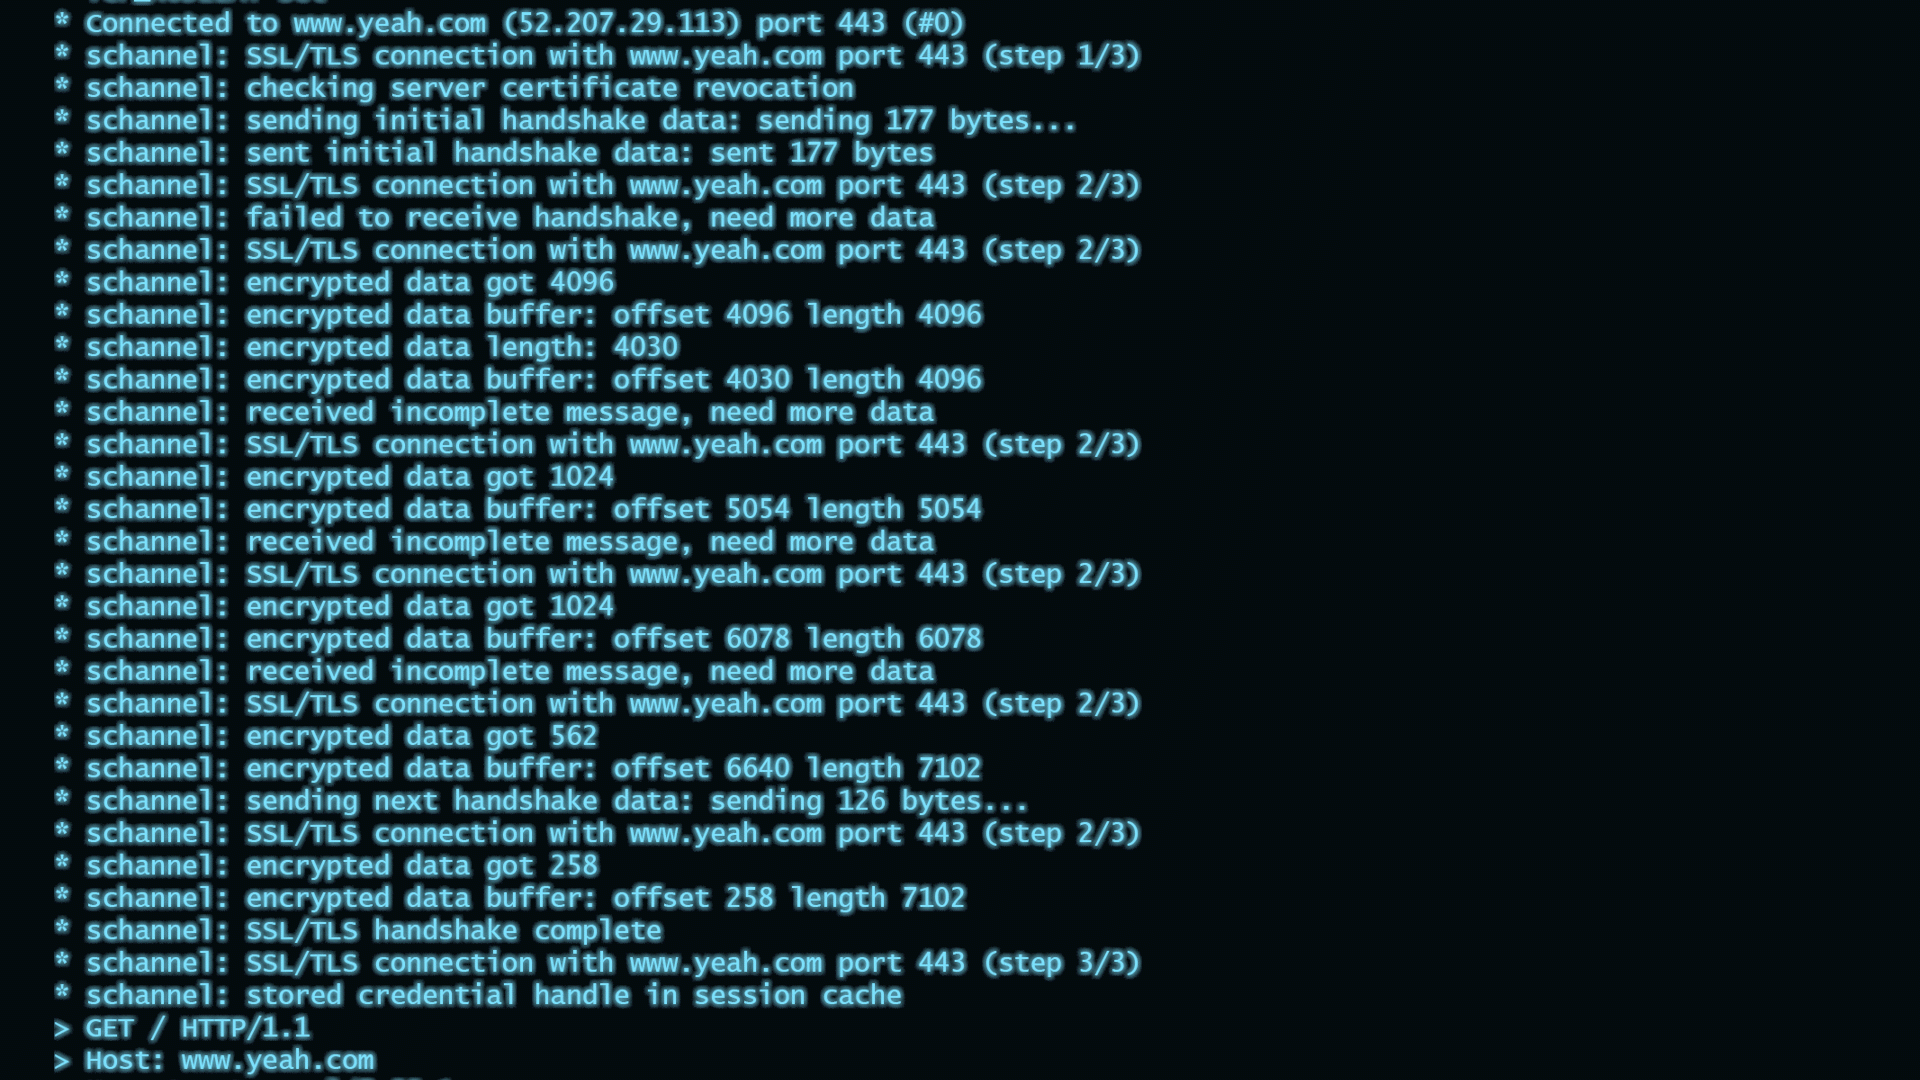 * Connected to www.yeah.com (52.207.29.113) port 443 (#0)
* schannel: SSL/TLS connection with www.yeah.com port 443 (step 1/3)
* schannel: checking server certificate revocation
* schannel: sending initial handshake data: sending 177 bytes...
* schannel: sent initial handshake data: sent 177 bytes
* schannel: SSL/TLS connection with www.yeah.com port 443 (step 2/3)
* schannel: failed to receive handshake, need more data
* schannel: SSL/TLS connection with www.yeah.com port 443 (step 2/3)
* schannel: encrypted data got 4096
* schannel: encrypted data buffer: offset 4096 length 4096
* schannel: encrypted data length: 4030
* schannel: encrypted data buffer: offset 4030 length 4096
* schannel: received incomplete message, need more data
* schannel: SSL/TLS connection with www.yeah.com port 443 (step 2/3)
* schannel: encrypted data got 1024
* schannel: encrypted data buffer: offset 5054 length 5054
* schannel: received incomplete message, need more data
* schannel: SSL/TLS connection with www.yeah.com port 443 (step 2/3)
* schannel: encrypted data got 1024
* schannel: encrypted data buffer: offset 6078 length 6078
* schannel: received incomplete message, need more data
* schannel: SSL/TLS connection with www.yeah.com port 443 (step 2/3)
* schannel: encrypted data got 562
* schannel: encrypted data buffer: offset 6640 length 7102
* schannel: sending next handshake data: sending 126 bytes...
* schannel: SSL/TLS connection with www.yeah.com port 443 (step 2/3)
* schannel: encrypted data got 258
* schannel: encrypted data buffer: offset 258 length 7102
* schannel: SSL/TLS handshake complete
* schannel: SSL/TLS connection with www.yeah.com port 443 (step 3/3)
* schannel: stored credential handle in session cache
> GET / HTTP/1.1
> Host: www.yeah.com